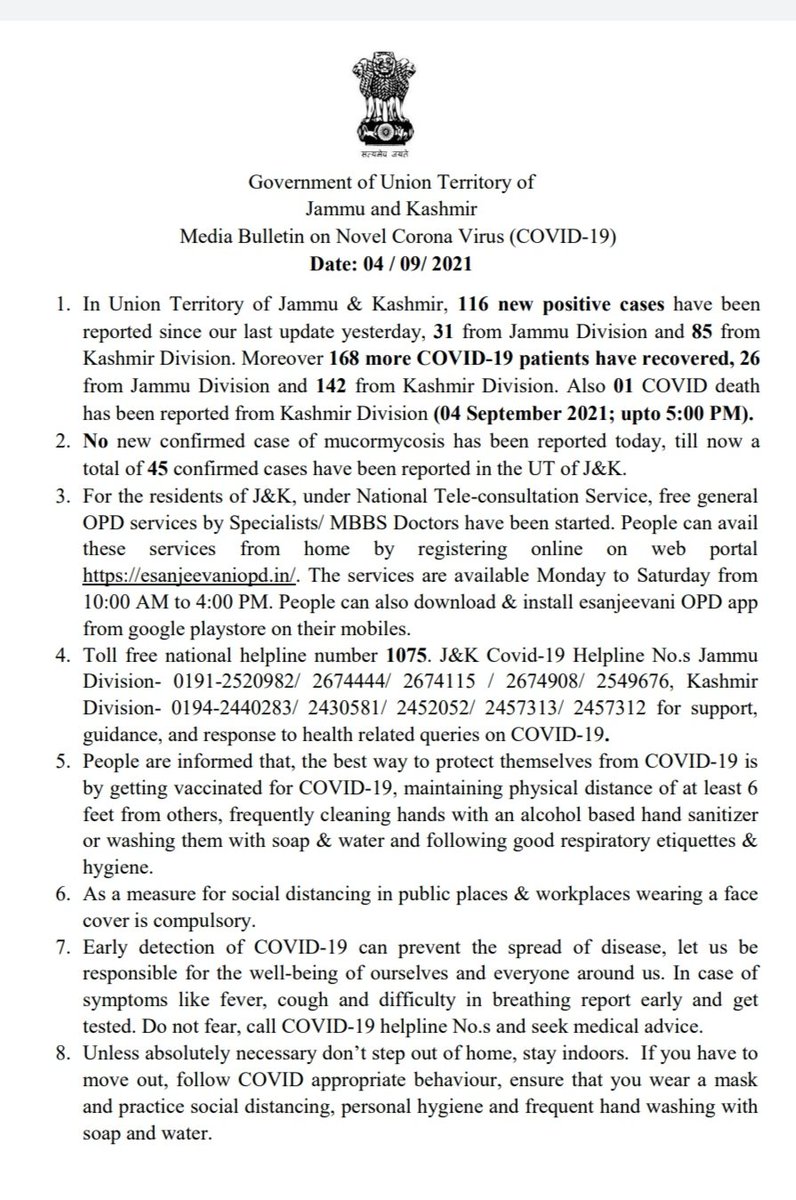 सत्यमेव जयते
Government of Union Territory of
Jammu and Kashmir
Media Bulletin on Novel Corona Virus (COVID-19)
Date: 04 / 09/ 2021
1. In Union Territory of Jammu & Kashmir, 116 new positive cases have been
reported since our last update yesterday, 31 from Jammu Division and 85 from
Kashmir Division. Moreover 168 more COVID-19 patients have recovered, 26
from Jammu Division and 142 from Kashmir Division. Also 01 COVID death
has been reported from Kashmir Division (04 September 2021; upto 5:00 PM).
2. No new confirmed case of mucormycosis has been reported today, till now a
total of 45 confirmed cases have been reported in the UT of J&K.
3. For the residents of J&K, under National Tele-consultation Service, free general
OPD services by Specialists/ MBBS Doctors have been started. People can avail
these services from home by registering online on web portal
https://esanjeevaniopd.in/. The services are available Monday to Saturday from
10:00 AM to 4:00 PM. People can also download & install esanjeevani OPD app
from google playstore on their mobiles.
4. Toll free national helpline number 1075. J&K Covid-19 Helpline No.s Jammu
Division- 0191-2520982/ 2674444/ 2674115 / 2674908/ 2549676, Kashmir
Division- 0194-2440283/ 2430581/ 2452052/ 2457313/ 2457312 for support,
guidance, and response to health related queries on COVID-19.
5. People are informed that, the best way to protect themselves from COVID-19 is
by getting vaccinated for COVID-19, maintaining physical distance of at least 6
feet from others, frequently cleaning hands with an alcohol based hand sanitizer
or washing them with soap & water and following good respiratory etiquettes &
hygiene.
6. As a measure for social distancing in public places & workplaces wearing a face
cover is compulsory.
7. Early detection of COVID-19 can prevent the spread of disease, let us be
responsible for the well-being of ourselves and everyone around us. In case of
symptoms like fever, cough and difficulty in breathing report early and get
tested. Do not fear, call COVID-19 helpline No.s and seek medical advice.
8. Unless absolutely necessary don’t step out of home, stay indoors. If you have to
move out, follow COVID appropriate behaviour, ensure that you wear a mask
and practice social distancing, personal hygiene and frequent hand washing with
soap and water.